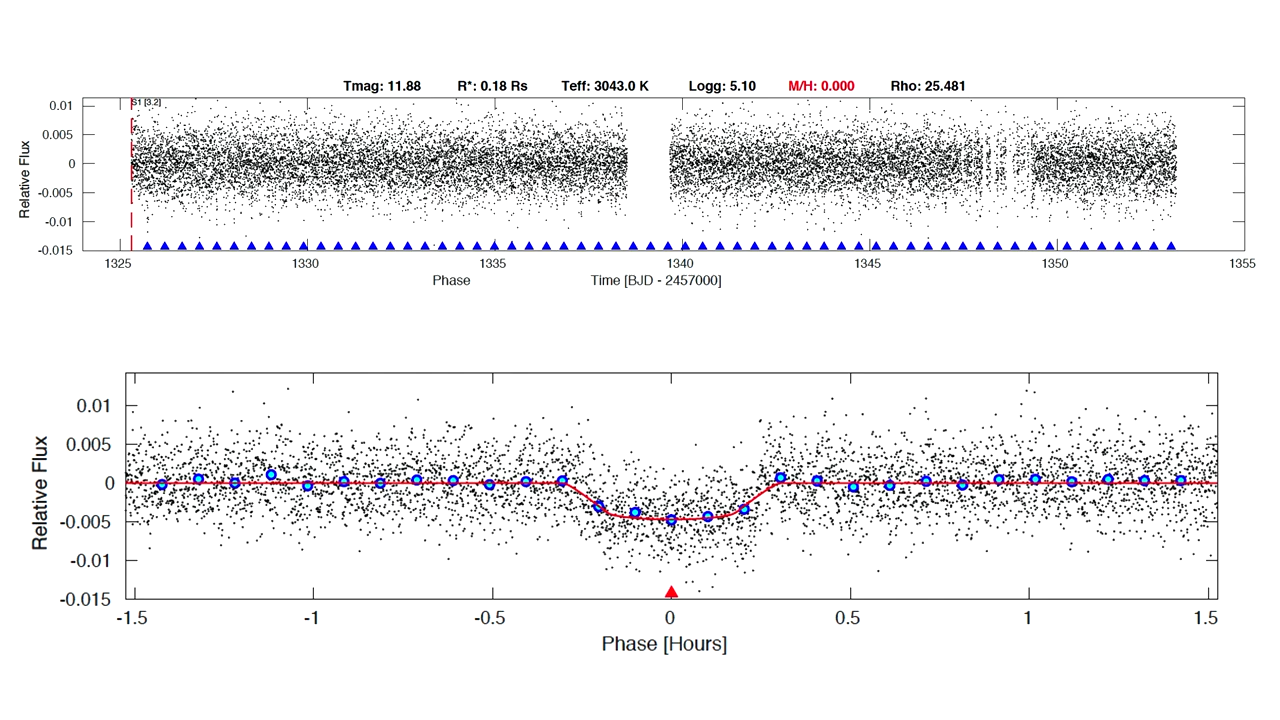 Tmag: 11.88 R*: 0.18 Rs Teff: 3043.0 K Logg: 5.10 M/H: 0.000 Rho: 25.481
S1 [3.2]
0.01
0.005
0
-0.005
-0.01
-0.015
Relative Flux
1325 1330 1335 1340 1345 1350 1355
Phase Time [BJD - 2457000]
0.01
0.005
0
-0.005
-0.01
-0.015
Relative Flux
-1.5 -1 -0.5 0 0.5 1 1.5
Phase [Hours]